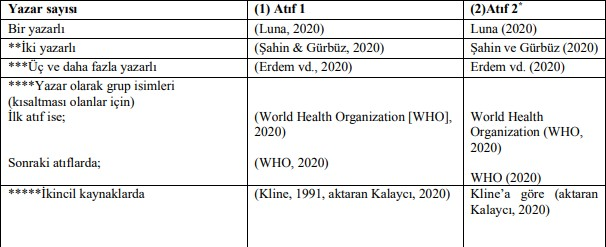 Yazar sayısı (1) Atıf 1 (2)Atıf 2*
Bir yazarlı (Luna, 2020) Luna (2020)
**İki yazarlı (Şahin & Gürbüz, 2020) Şahin ve Gürbüz (2020)
***Üç ve daha fazla yazarlı (Erdem vd., 2020) Erdem vd. (2020)
****Yazar olarak grup isimleri
(kısaltması olanlar için)
İlk atıf ise;
Sonraki atıflarda;
(World Health Organization [WHO],
2020)
(WHO, 2020)
World Health
Organization (WHO,
2020)
WHO (2020)
*****İkincil kaynaklarda (Kline, 1991, aktaran Kalaycı, 2020) Kline’a göre (aktaran
Kalaycı, 2020)